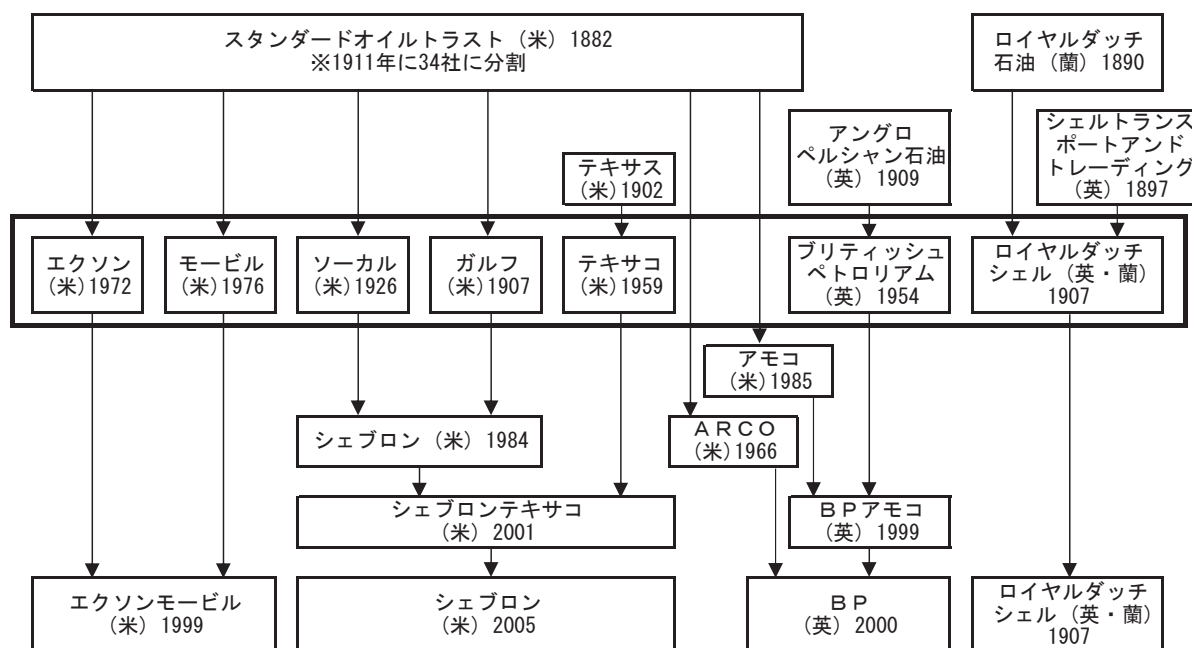 スタンダードオイルトラスト（米）1882
※1911年に34社に分割
ロイヤルダッチ
石油（蘭）1890
アングロ
ペルシャン石油
（英）1909
シェルトランス
ポートアンド
トレーディング
（英）1897
テキサス
（米）1902
エクソン
（米）1972
モービル
（米）1976
ソーカル
（米）1926
ガルフ
（米）1907
テキサコ
（米）1959
ブリティッシュ
ペトロリアム
（英）1954
ロイヤルダッチ
シェル（英・蘭）
1907
アモコ
（米）1985
シェブロン（米）1984
ＡＲＣＯ
（米）1966
シェブロンテキサコ
（米）2001
ＢＰアモコ
（英）1999
エクソンモービル
（米）1999
シェブロン
（米）2005
ＢＰ
（英）2000
ロイヤルダッチ
シェル（英・蘭）
1907